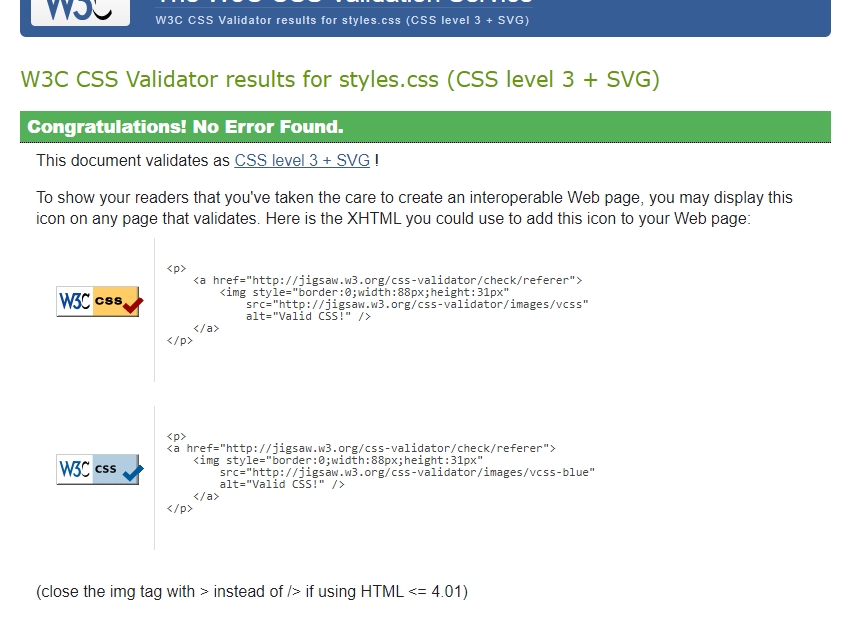 W3C
The W3C CSS Validation Service
W3C CSS Validator results for styles.css (CSS level 3 + SVG)
W3C CSS Validator results for styles.css (CSS level 3 + SVG)
Congratulations! No Error Found.
This document validates as CSS level 3 + SVG !
To show your readers that you've taken the care to create an interoperable Web page, you may display this
icon on any page that validates. Here is the XHTML you could use to add this icon to your Web page:
W3C css
<p>
    <a href="http://jigsaw.w3.org/css-validator/check/referer">
        <img style="border:0;width:88px;height:31px"
            src="http://jigsaw.w3.org/css-validator/images/vcss"
            alt="Valid CSS!" />
    </a>
</p>
W3C css
<p>
<a href="http://jigsaw.w3.org/css-validator/check/referer">
    <img style="border:0;width:88px;height:31px"
        src="http://jigsaw.w3.org/css-validator/images/vcss-blue"
        alt="Valid CSS!" />
    </a>
</p>
(close the img tag with > instead of /> if using HTML <= 4.01)